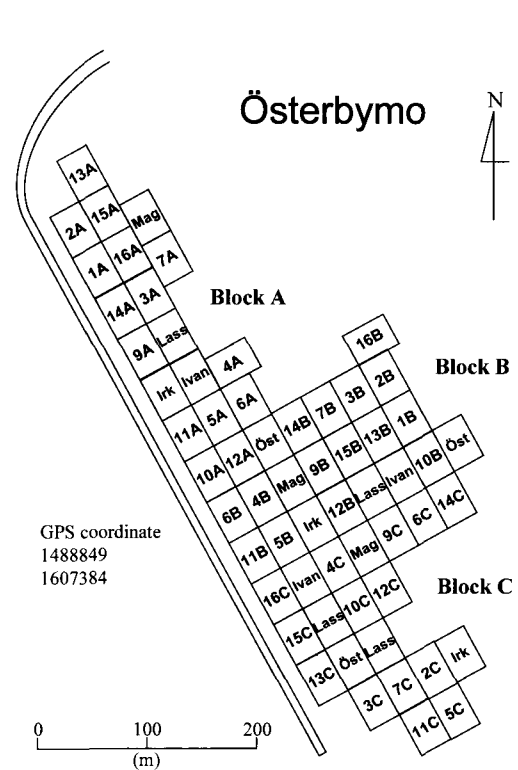 Österbymo
N
13A
2A 15A Mag
1A 16A 7A
14A 3A
Block A
9A Lass
Irk Ivan 4A
11A 5A 6A
10A 12A Öst 14B 7B 3B 2B
16B
Block B
6B 4B Mag 9B 15B 13B 1B
11B 5B Irk 12B Lass Ivan 10B Öst
16C Ivan 4C Mag 9C 6C 14C
Block C
15C Lass 10C 12C
13C Öst Lass
3C 7C 2C Irk
11C 5C
GPS coordinate
1488849
1607384
0 100 200
(m)